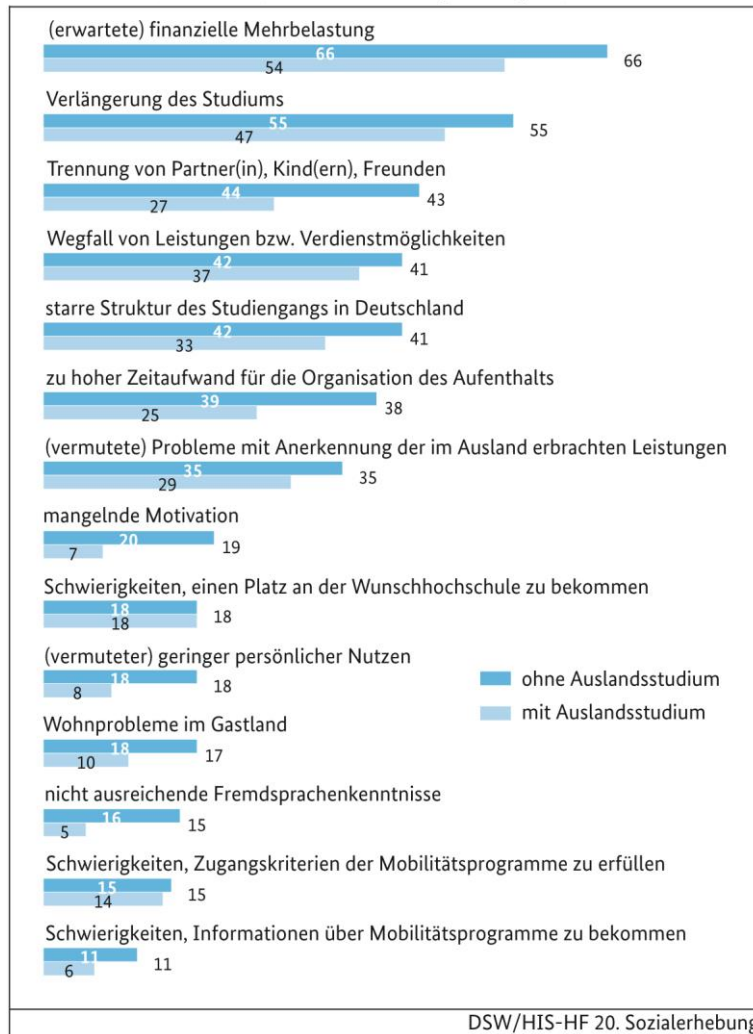 (erwartete) finanzielle Mehrbelastung
66
54
66
Verlängerung des Studiums
55
47
55
Trennung von Partner(in), Kind(ern), Freunden
44
27
43
Wegfall von Leistungen bzw. Verdienstmöglichkeiten
42
37
41
starre Struktur des Studiengangs in Deutschland
42
33
41
zu hoher Zeitaufwand für die Organisation des Aufenthalts
39
25
38
(vermutete) Probleme mit Anerkennung der im Ausland erbrachten Leistungen
35
29
35
mangelnde Motivation
20
7
19
Schwierigkeiten, einen Platz an der Wunschhochschule zu bekommen
18
18
18
(vermuteter) geringer persönlicher Nutzen
18
8
18
ohne Auslandsstudium
mit Auslandsstudium
Wohnprobleme im Gastland
18
10
17
nicht ausreichende Fremdsprachenkenntnisse
16
5
15
Schwierigkeiten, Zugangskriterien der Mobilitätsprogramme zu erfüllen
15
14
15
Schwierigkeiten, Informationen über Mobilitätsprogramme zu bekommen
11
6
11
DSW/HIS-HF 20. Sozialerhebung